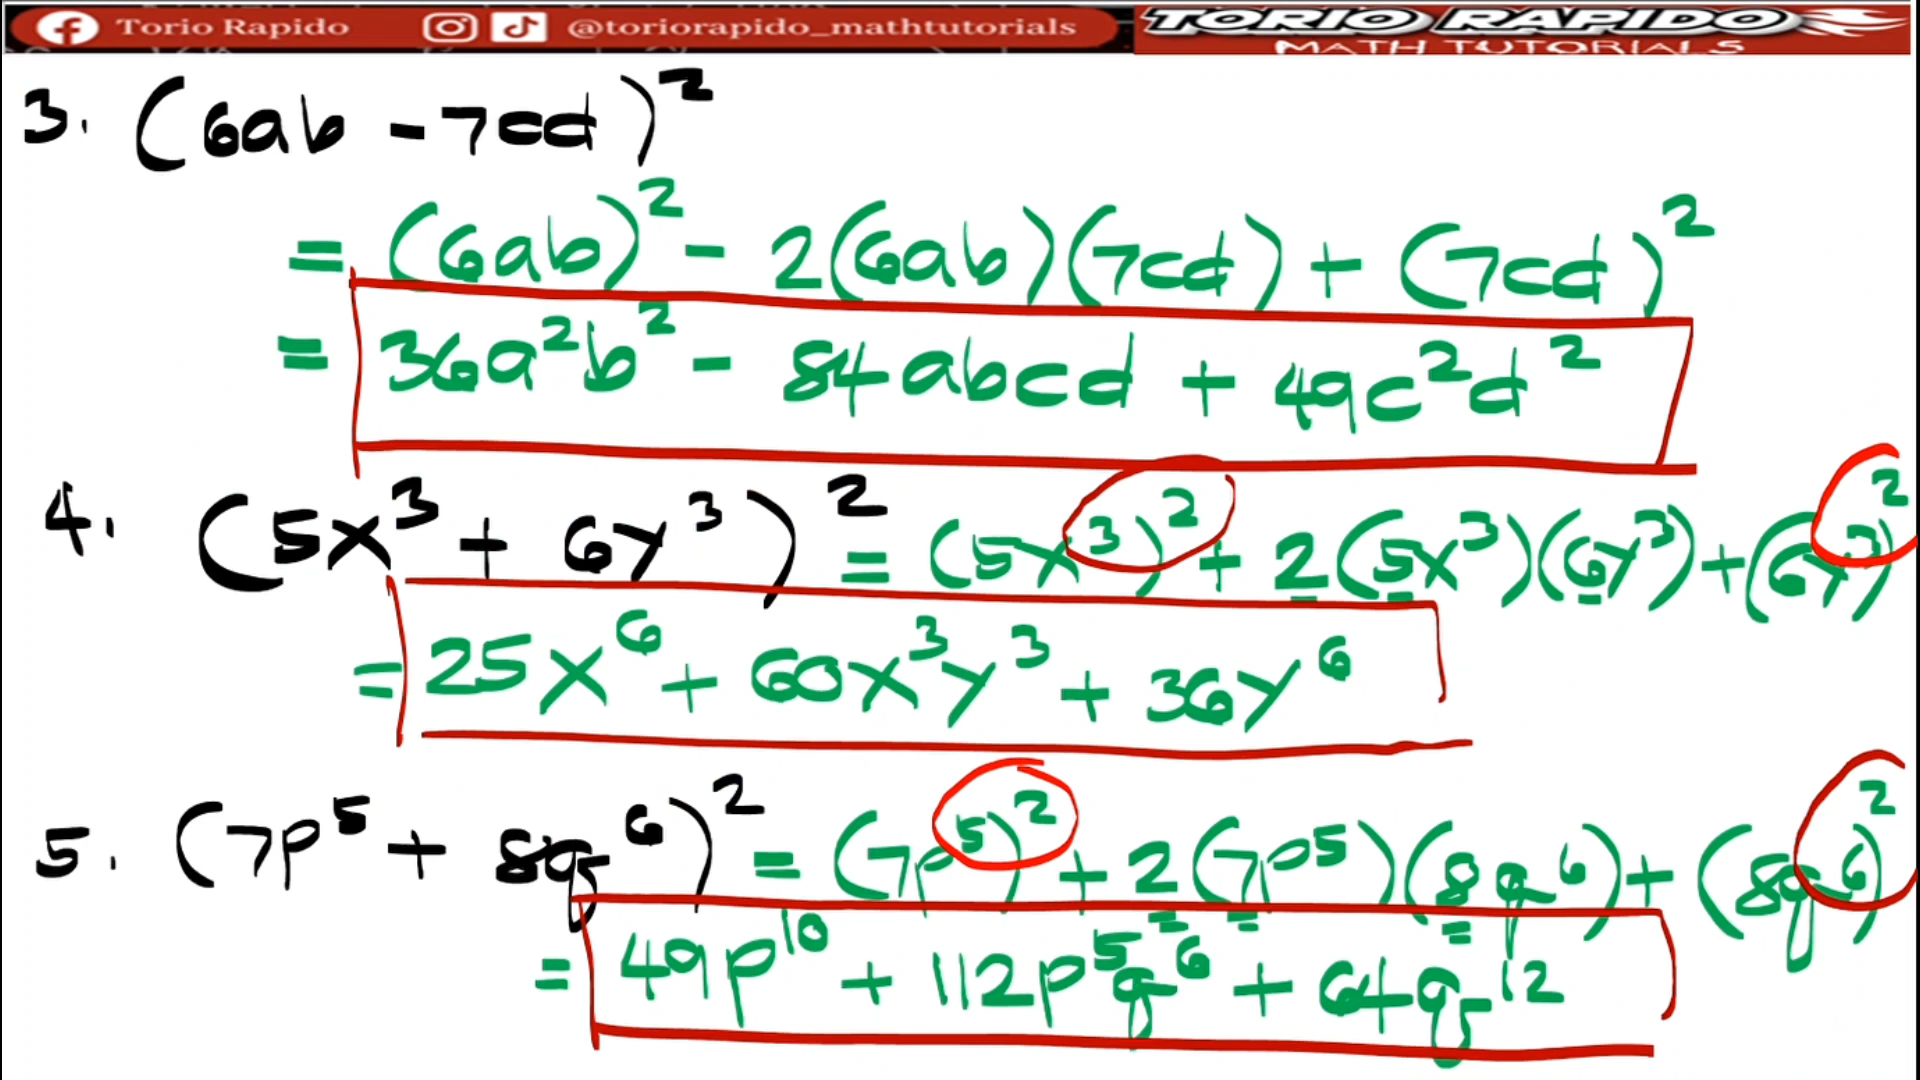 Torio Rapido @toriorapido_mathtutorials TORIO RAPIDO
MATH TUTORIALS
3. (6ab - 7cd)²
= (6ab)² - 2(6ab)(7cd) + (7cd)²
= 36a²b² - 84abcd + 49c²d²
4. (5x³ + 6y³)² = (5x³)² + 2(5x³)(6y³) + (6y³)²
= 25x⁶ + 60x³y³ + 36y⁶
5. (7p⁵ + 8q⁶)² = (7p⁵)² + 2(7p⁵)(8q⁶) + (8q⁶)²
= 49p¹⁰ + 112p⁵q⁶ + 64q¹²